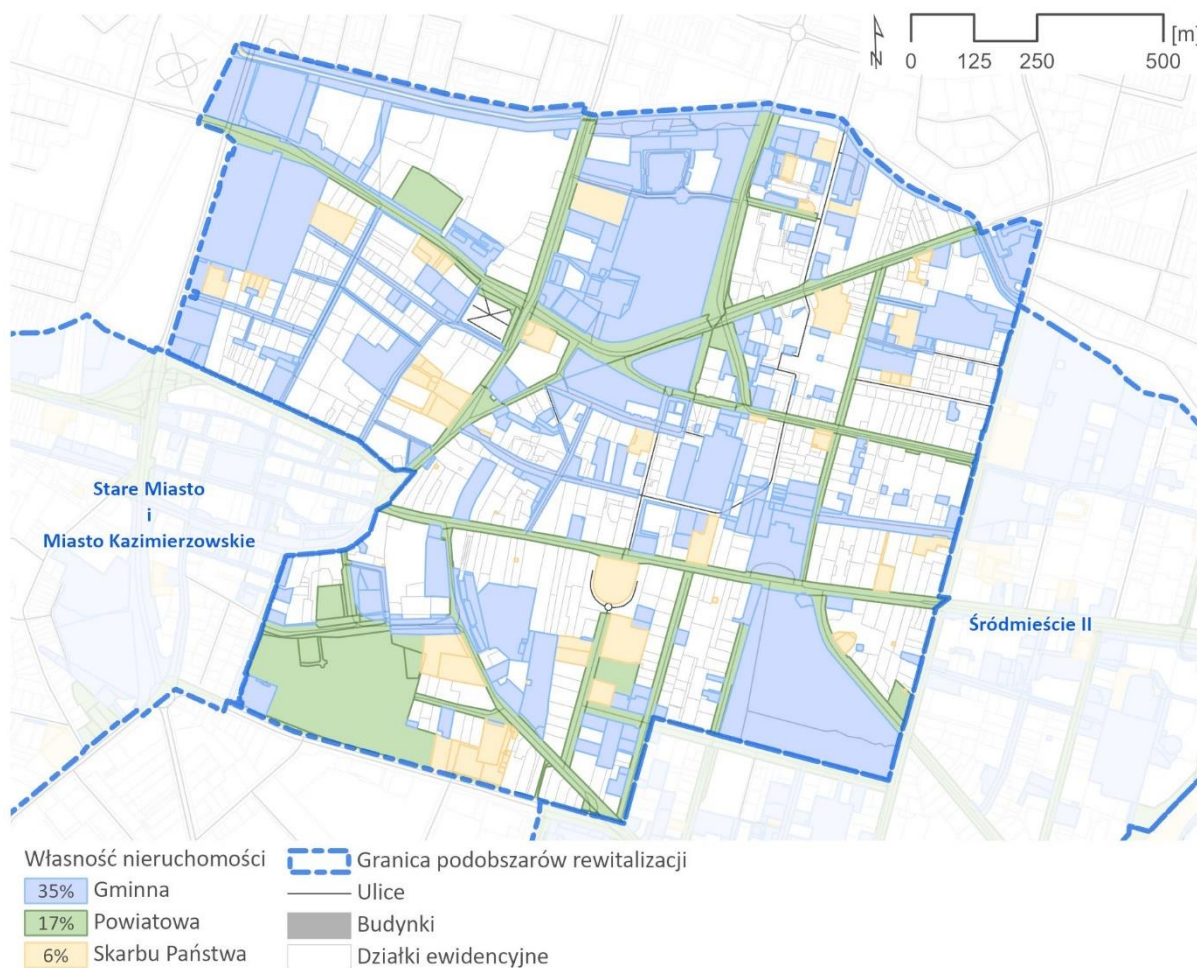 N
[m]
0 125 250 500
Stare Miasto
i
Miasto Kazimierzowskie
Śródmieście II
Własność nieruchomości
35% Gminna
17% Powiatowa
6% Skarbu Państwa
Granica podobszarów rewitalizacji
Ulice
Budynki
Działki ewidencyjne